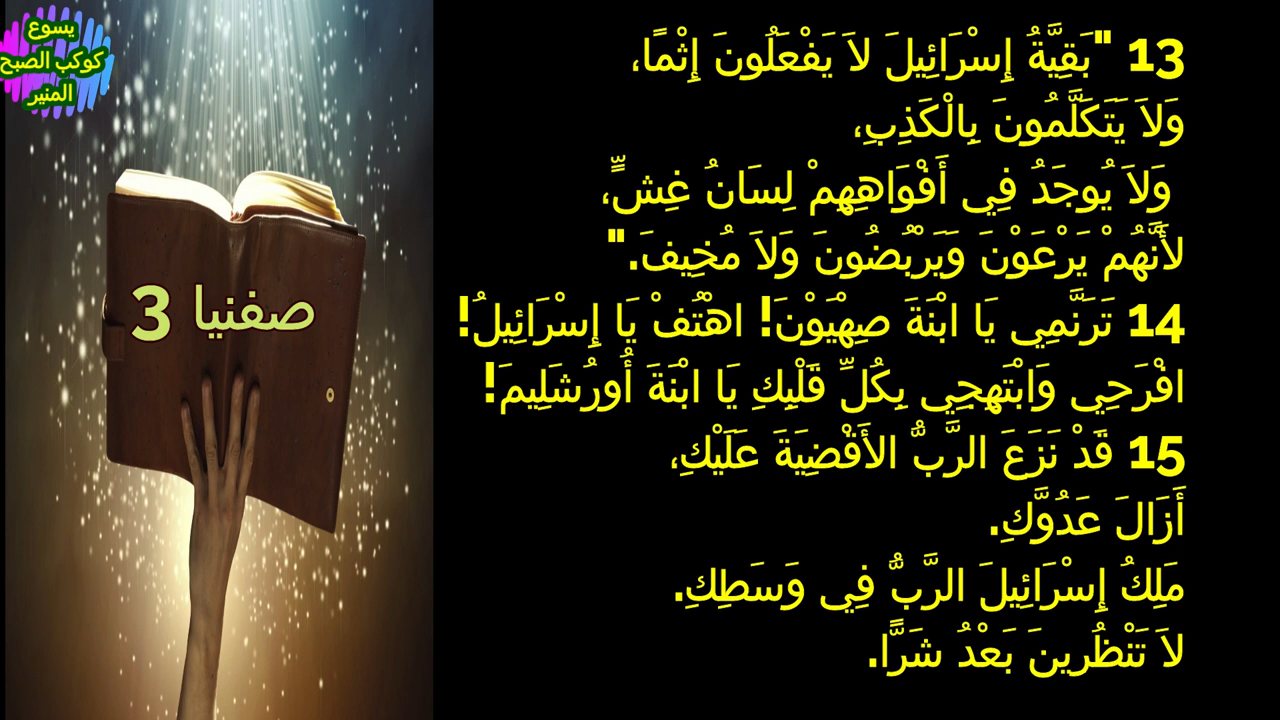 يسوع
كوكب الصبح
المنير
صفنيا 3
13 "بَقِيَّةُ إِسْرَائِيلَ لاَ يَفْعَلُونَ إِثْمًا،
وَلاَ يَتَكَلَّمُونَ بِالْكَذِبِ،
وَلاَ يُوجَدُ فِي أَفْوَاهِهِمْ لِسَانُ غِشٍّ،
لأَنَّهُمْ يَرْعَوْنَ وَيَرْبُضُونَ وَلاَ مُخِيفَ."
14 تَرَنَّمِي يَا ابْنَةَ صِهْيَوْنَ! اهْتُفْ يَا إِسْرَائِيلُ!
افْرَحِي وَابْتَهِجِي بِكُلِّ قَلْبِكِ يَا ابْنَةَ أُورُشَلِيمَ!
15 قَدْ نَزَعَ الرَّبُّ الأَقْضِيَةَ عَلَيْكِ،
أَزَالَ عَدُوَّكِ.
مَلِكُ إِسْرَائِيلَ الرَّبُّ فِي وَسَطِكِ.
لاَ تَنْظُرِينَ بَعْدُ شَرًّا.